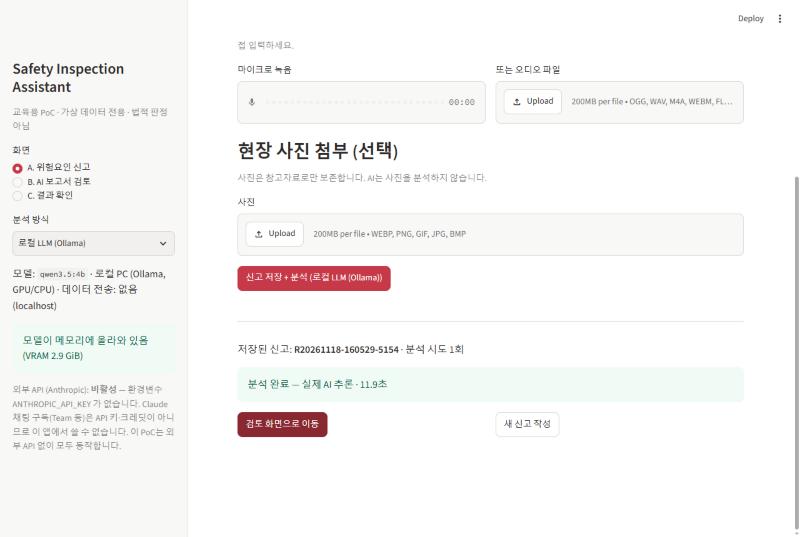 Deploy
Safety Inspection
Assistant
교육용 PoC · 가상 데이터 전용 · 법적 판정
아님
화면
A. 위험요인 신고
B. AI 보고서 검토
C. 결과 확인
분석 방식
로컬 LLM (Ollama)
모델: qwen3.5:4b · 로컬 PC (Ollama,
GPU/CPU) · 데이터 전송: 없음
(localhost)
모델이 메모리에 올라와 있음
(VRAM 2.9 GiB)
외부 API (Anthropic): 비활성 — 환경변수
ANTHROPIC_API_KEY 가 없습니다. Claude
채팅 구독(Team 등)은 API 키·크레딧이 아니
므로 이 앱에서 쓸 수 없습니다. 이 PoC는 외
부 API 없이 모두 동작합니다.
접 입력하세요.
마이크로 녹음
00:00
또는 오디오 파일
Upload 200MB per file • OGG, WAV, M4A, WEBM, FL…
현장 사진 첨부 (선택)
사진은 참고자료로만 보존합니다. AI는 사진을 분석하지 않습니다.
사진
Upload 200MB per file • WEBP, PNG, GIF, JPG, BMP
신고 저장 + 분석 (로컬 LLM (Ollama))
저장된 신고: R20261118-160529-5154 · 분석 시도 1회
분석 완료 — 실제 AI 추론 · 11.9초
검토 화면으로 이동
새 신고 작성